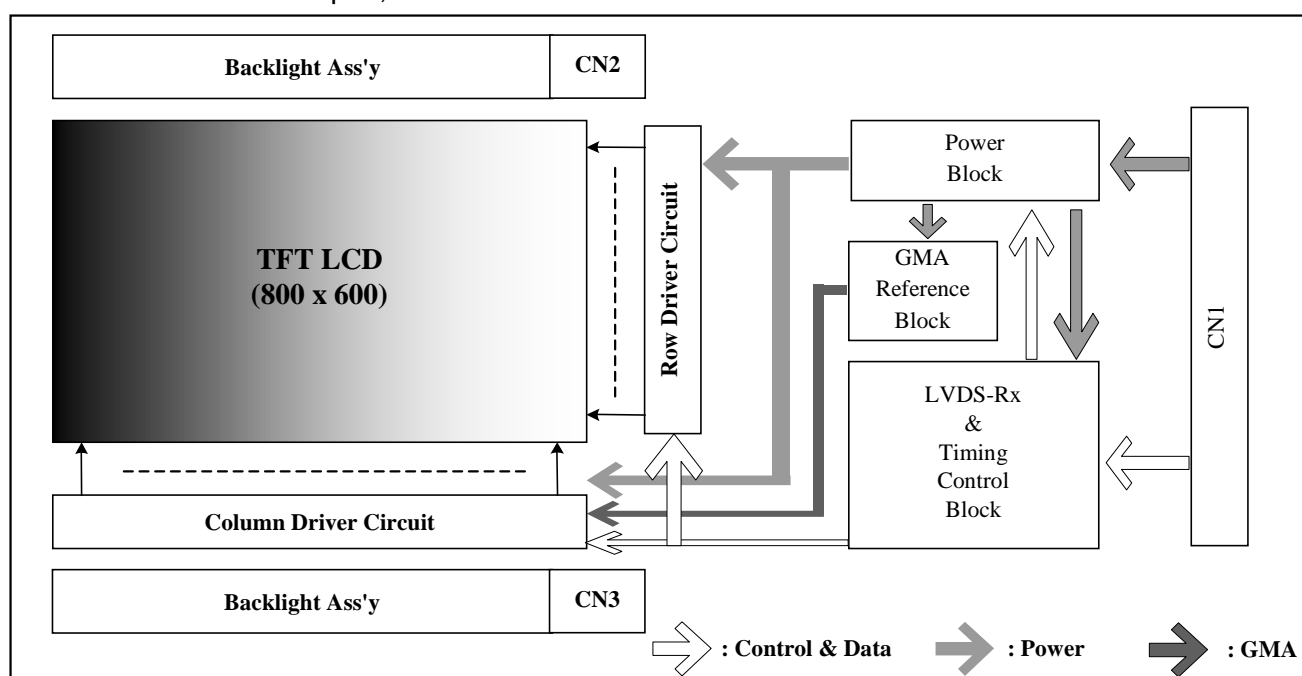 Backlight Ass'y
CN2
TFT LCD
(800 x 600)
Row Driver Circuit
Power
Block
GMA
Reference
Block
CN1
LVDS-Rx
&
Timing
Control
Block
Column Driver Circuit
Backlight Ass'y
CN3
: Control & Data
: Power
: GMA